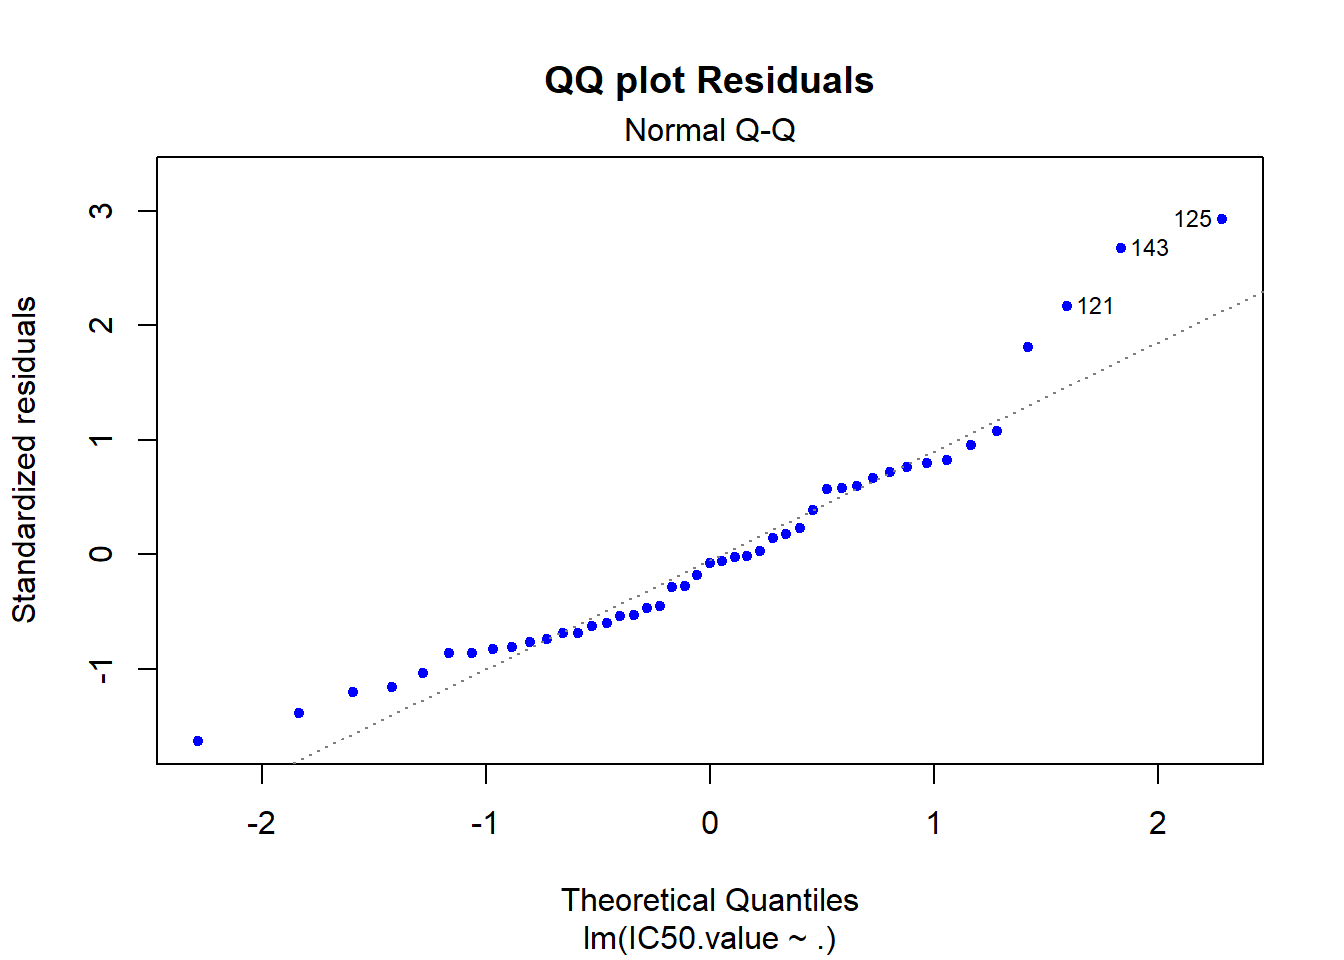 QQ plot Residuals
Normal Q-Q
3
2
1
0
-1
Standardized residuals
125
143
121
-2
-1
0
1
2
Theoretical Quantiles
lm(IC50.value ~ .)